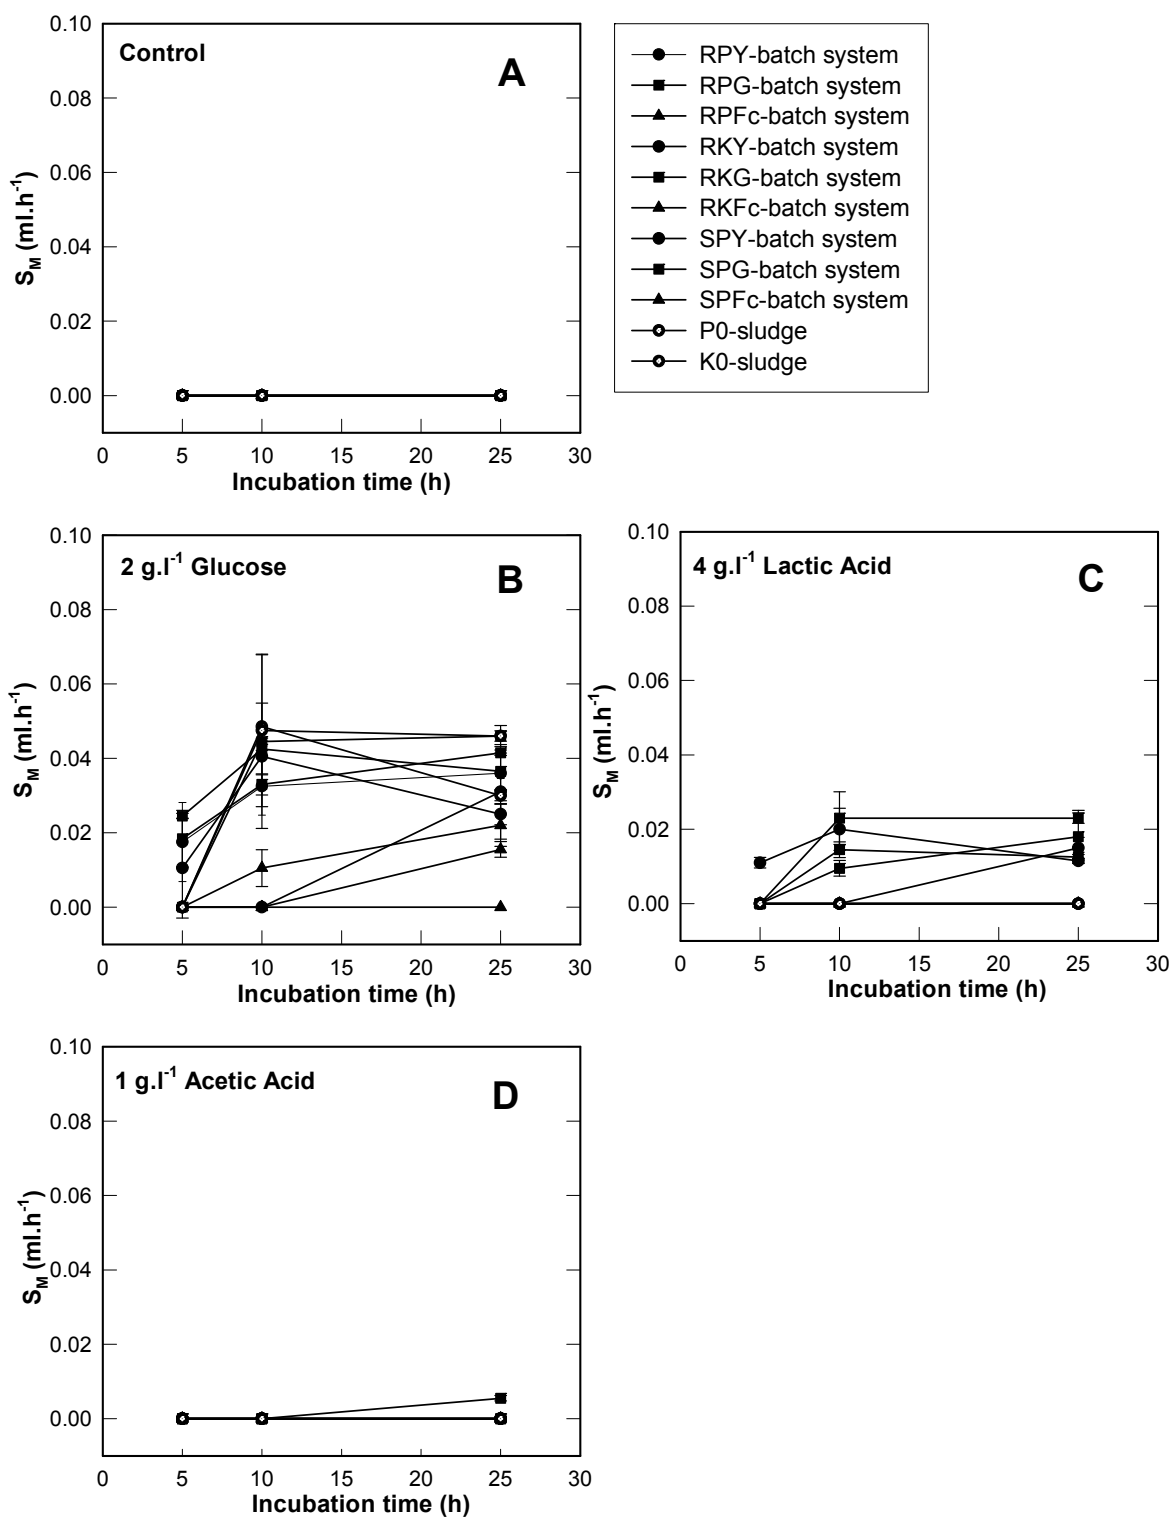 Control
A
0.10
0.08
0.06
0.04
0.02
0.00
S_M (ml.h⁻¹)
0 5 10 15 20 25 30
Incubation time (h)
RPY-batch system
RPG-batch system
RPFc-batch system
RKY-batch system
RKG-batch system
RKFc-batch system
SPY-batch system
SPG-batch system
SPFc-batch system
P0-sludge
K0-sludge
2 g.l⁻¹ Glucose
B
0.10
0.08
0.06
0.04
0.02
0.00
S_M (ml.h⁻¹)
0 5 10 15 20 25 30
Incubation time (h)
4 g.l⁻¹ Lactic Acid
C
0.10
0.08
0.06
0.04
0.02
0.00
S_M (ml.h⁻¹)
0 5 10 15 20 25 30
Incubation time (h)
1 g.l⁻¹ Acetic Acid
D
0.10
0.08
0.06
0.04
0.02
0.00
S_M (ml.h⁻¹)
0 5 10 15 20 25 30
Incubation time (h)